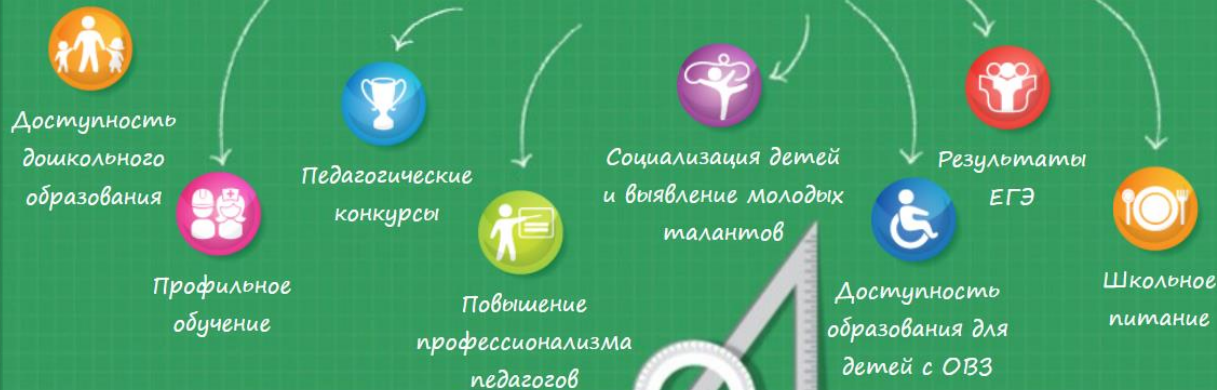 Доступность
дошкольного
образования
Профильное
обучение
Педагогические
конкурсы
Повышение
профессионализма
педагогов
Социализация детей
и выявление молодых
талантов
Доступность
образования для
детей с ОВЗ
Результаты
ЕГЭ
Школьное
питание